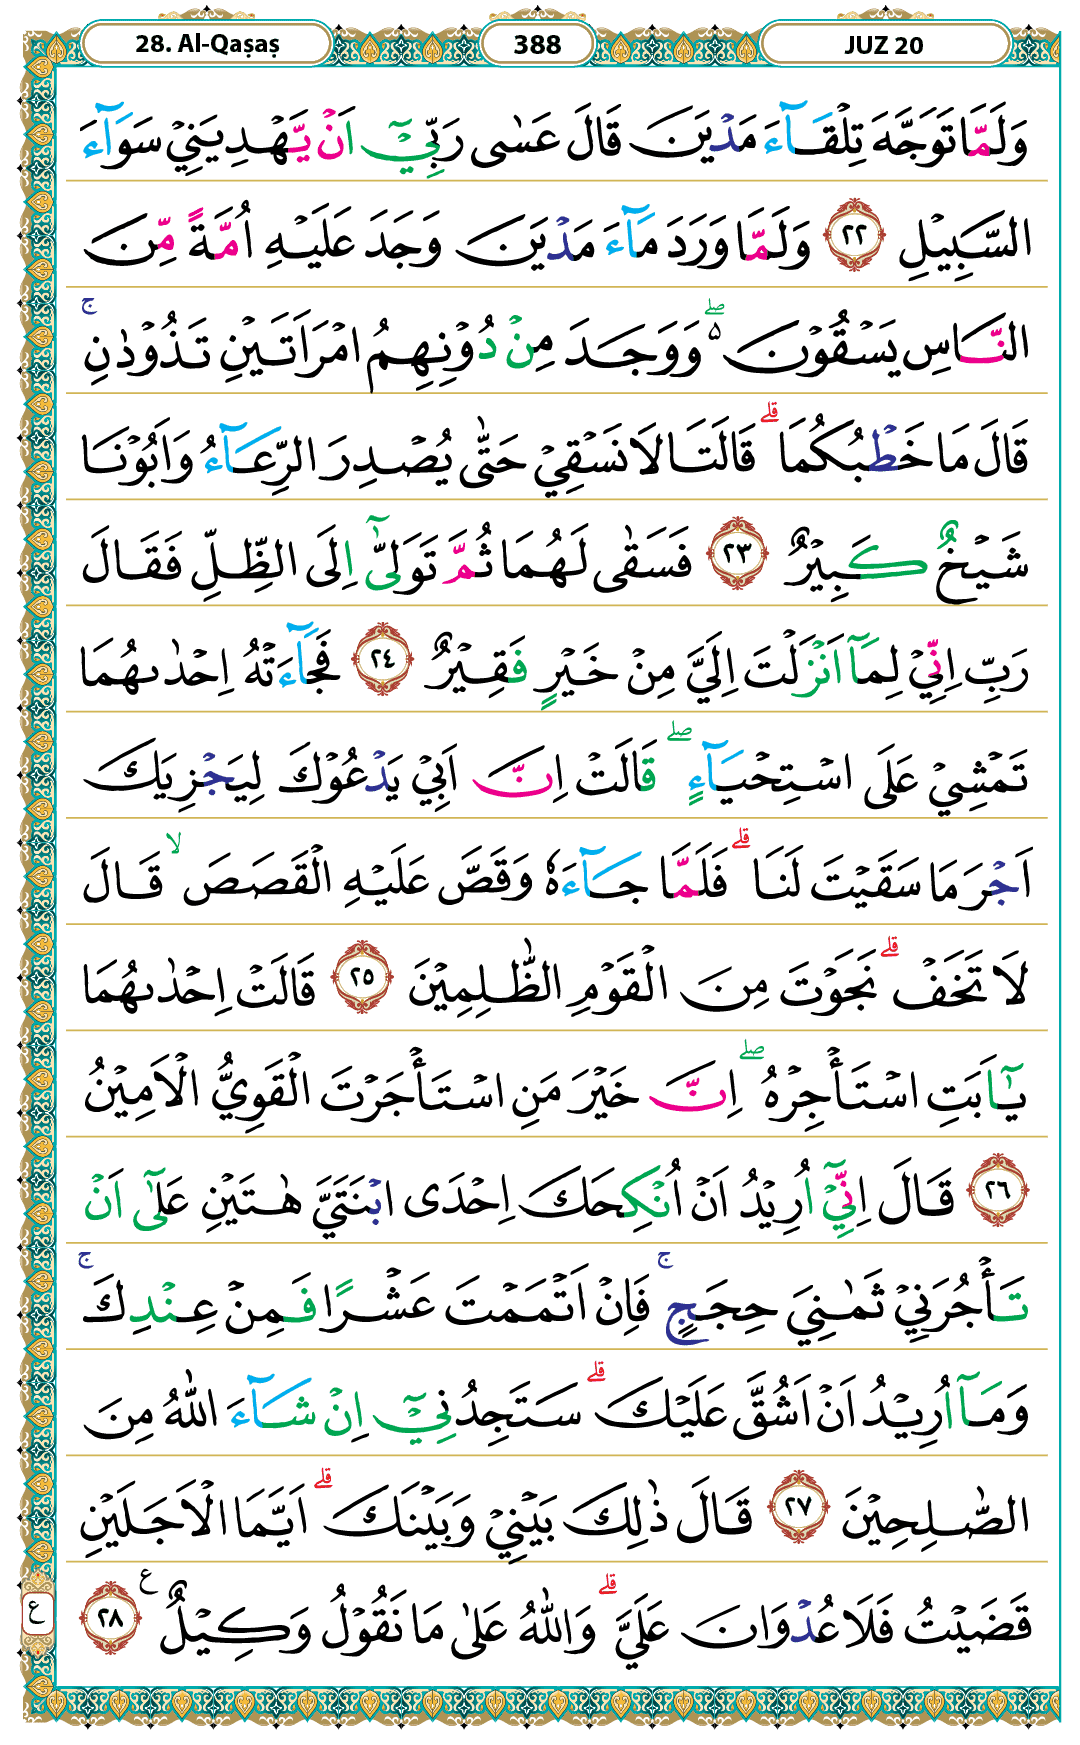 28. Al-Qaṣaṣ
388
JUZ 20
وَلَمَّا تَوَجَّهَ تِلْقَآءَ مَدْيَنَ قَالَ عَسٰى رَبِّيْٓ اَنْ يَّهْدِيَنِيْ سَوَآءَ
السَّبِيْلِ ٢٢ وَلَمَّا وَرَدَ مَآءَ مَدْيَنَ وَجَدَ عَلَيْهِ اُمَّةً مِّنَ
النَّاسِ يَسْقُوْنَ ۵ۖ وَوَجَدَ مِنْ دُوْنِهِمُ امْرَاَتَيْنِ تَذُوْدٰنِ ۚ
قَالَ مَا خَطْبُكُمَا ۗ قَالَتَا لَا نَسْقِيْ حَتّٰى يُصْدِرَ الرِّعَآءُ وَاَبُوْنَا
شَيْخٌ كَبِيْرٌ ٢٣ فَسَقٰى لَهُمَا ثُمَّ تَوَلّٰىٓ اِلَى الظِّلِّ فَقَالَ
رَبِّ اِنِّيْ لِمَآ اَنْزَلْتَ اِلَيَّ مِنْ خَيْرٍ فَقِيْرٌ ٢٤ فَجَآءَتْهُ اِحْدٰىهُمَا
تَمْشِيْ عَلَى اسْتِحْيَآءٍ ۖ قَالَتْ اِنَّ اَبِيْ يَدْعُوْكَ لِيَجْزِيَكَ
اَجْرَ مَا سَقَيْتَ لَنَا ۗ فَلَمَّا جَآءَهٗ وَقَصَّ عَلَيْهِ الْقَصَصَ ۙ قَالَ
لَا تَخَفْ ۗ نَجَوْتَ مِنَ الْقَوْمِ الظّٰلِمِيْنَ ٢٥ قَالَتْ اِحْدٰىهُمَا
يٰٓاَبَتِ اسْتَأْجِرْهُ ۖ اِنَّ خَيْرَ مَنِ اسْتَأْجَرْتَ الْقَوِيُّ الْاَمِيْنُ
٢٦ قَالَ اِنِّيْٓ اُرِيْدُ اَنْ اُنْكِحَكَ اِحْدَى ابْنَتَيَّ هٰتَيْنِ عَلٰٓى اَنْ
تَأْجُرَنِيْ ثَمٰنِيَ حِجَجٍ ۚ فَاِنْ اَتْمَمْتَ عَشْرًا فَمِنْ عِنْدِكَ ۚ
وَمَآ اُرِيْدُ اَنْ اَشُقَّ عَلَيْكَ ۗ سَتَجِدُنِيْٓ اِنْ شَآءَ اللّٰهُ مِنَ
الصّٰلِحِيْنَ ٢٧ قَالَ ذٰلِكَ بَيْنِيْ وَبَيْنَكَ ۗ اَيَّمَا الْاَجَلَيْنِ
قَضَيْتُ فَلَا عُدْوَانَ عَلَيَّ ۗ وَاللّٰهُ عَلٰى مَا نَقُوْلُ وَكِيْلٌ ع ٢٨
ع